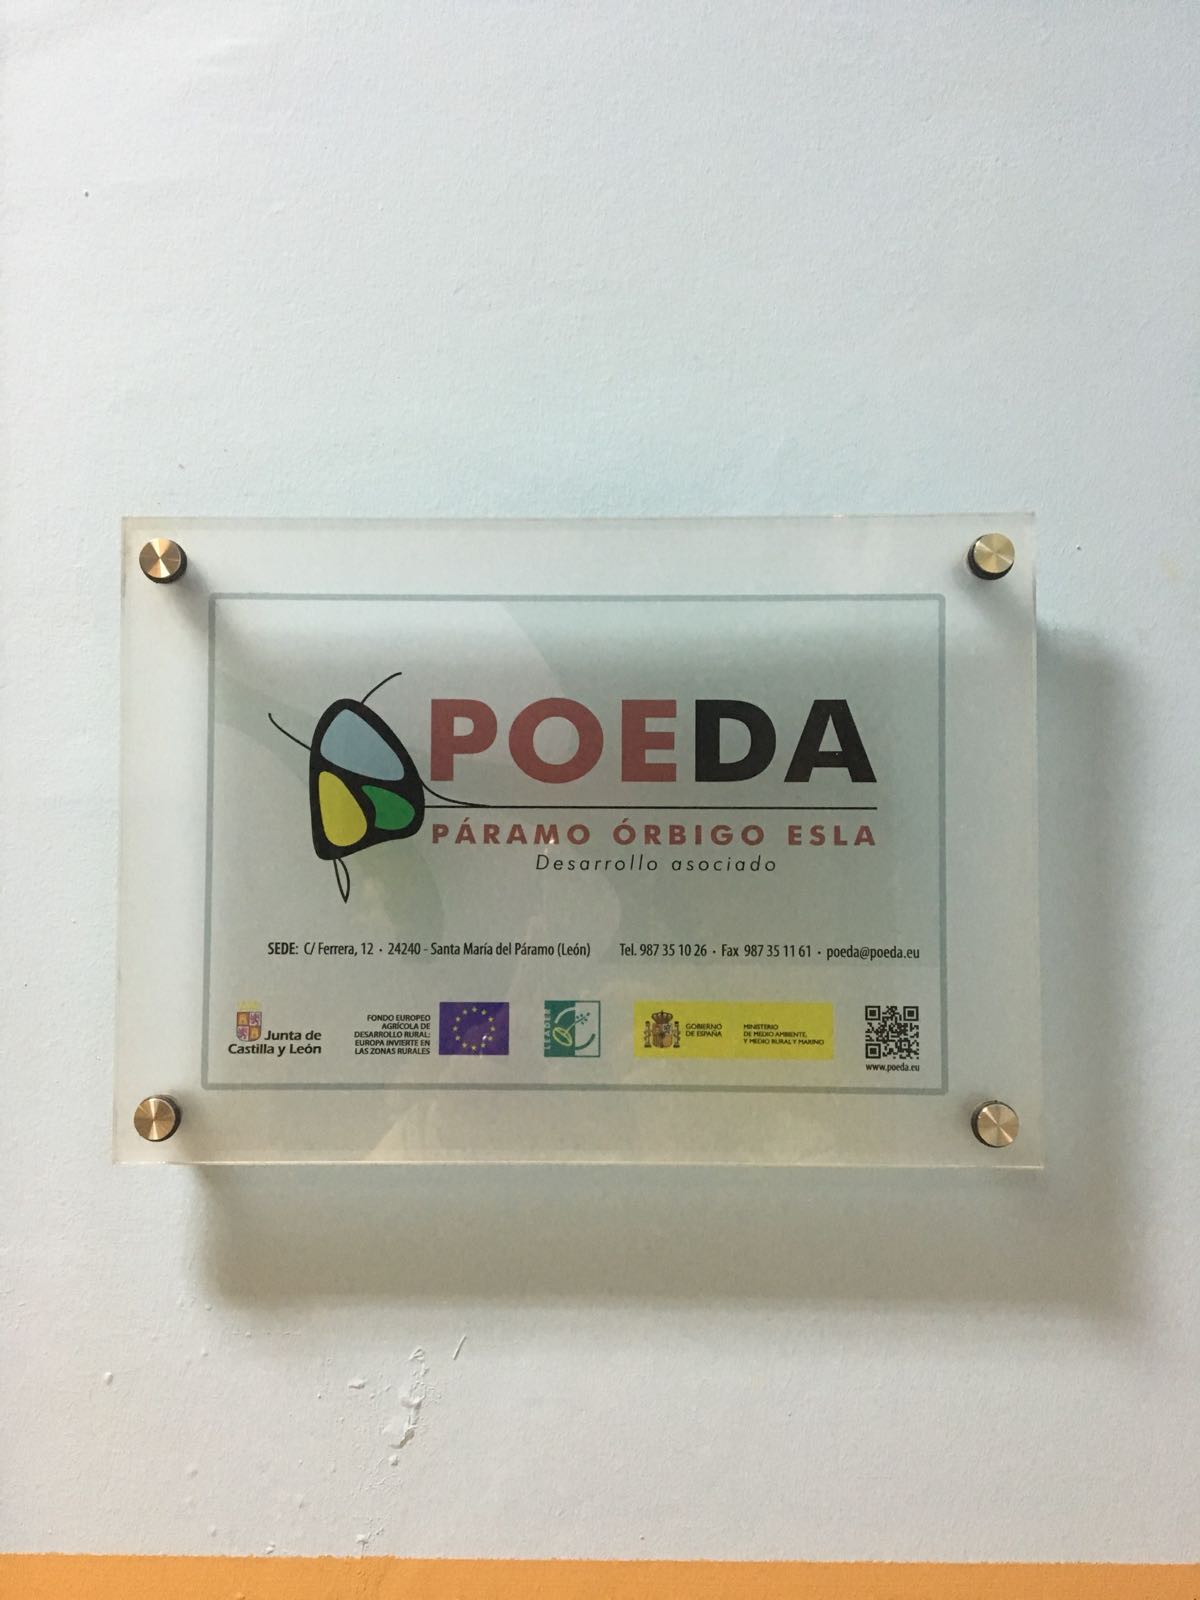 POEDA
PÁRAMO ÓRBIGO ESLA
Desarrollo asociado
SEDE: C/ Ferrera, 12 · 24240 - Santa María del Páramo (León) Tel. 987 35 10 26 · Fax 987 35 11 61 · poeda@poeda.eu
Junta de
Castilla y León
FONDO EUROPEO
AGRÍCOLA DE
DESARROLLO RURAL:
EUROPA INVIERTE EN
LAS ZONAS RURALES
LEADER
GOBIERNO
DE ESPAÑA
MINISTERIO
DE MEDIO AMBIENTE,
Y MEDIO RURAL Y MARINO
www.poeda.eu